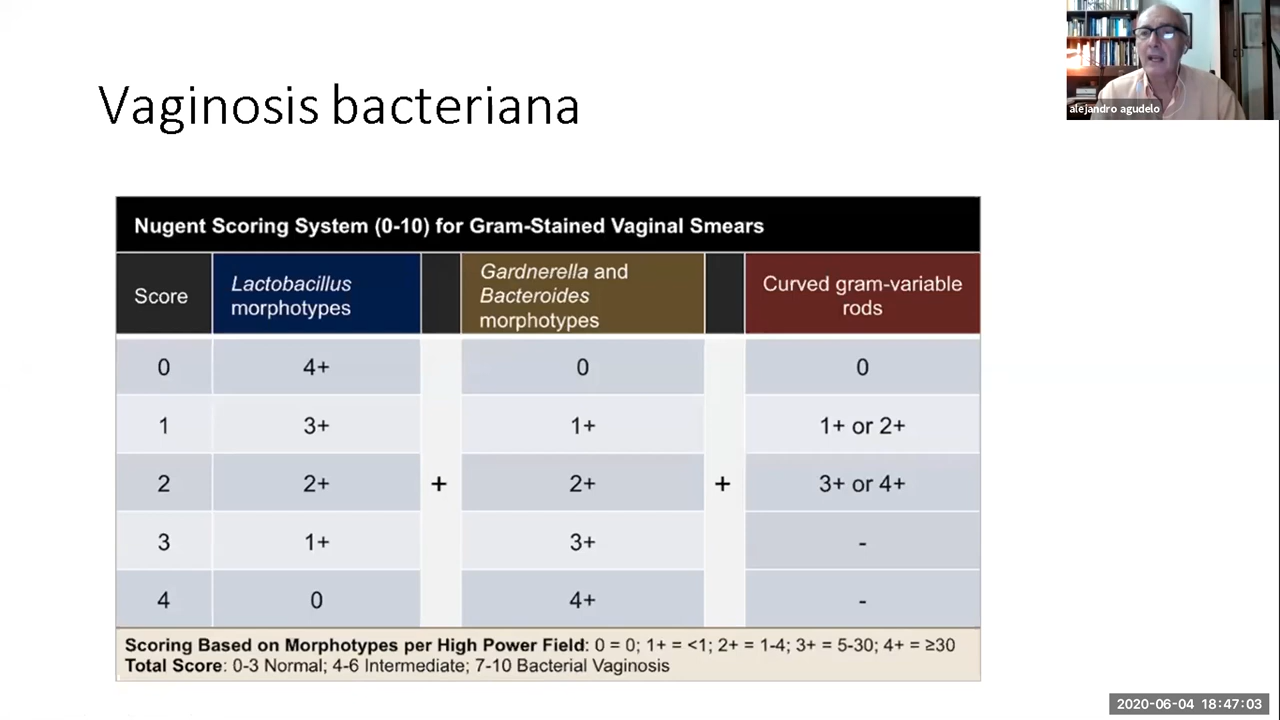 Vaginosis bacteriana
alejandro agudelo
Nugent Scoring System (0-10) for Gram-Stained Vaginal Smears
Score
Lactobacillus
morphotypes
Gardnerella and
Bacteroides
morphotypes
Curved gram-variable
rods
0 4+ 0 0
1 3+ 1+ 1+ or 2+
2 2+ + 2+ + 3+ or 4+
3 1+ 3+ -
4 0 4+ -
Scoring Based on Morphotypes per High Power Field: 0 = 0; 1+ = <1; 2+ = 1-4; 3+ = 5-30; 4+ = ≥30
Total Score: 0-3 Normal; 4-6 Intermediate; 7-10 Bacterial Vaginosis
2020-06-04 18:47:03